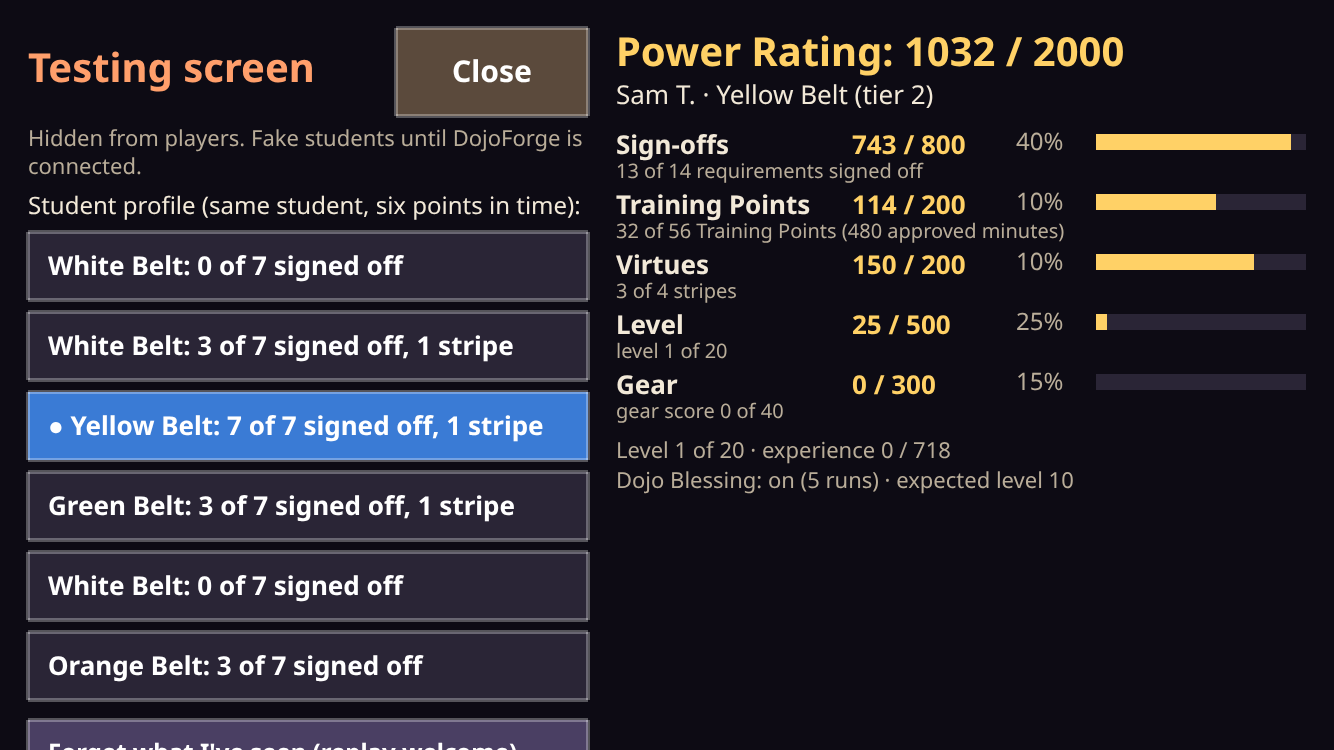 Testing screen
Close
Hidden from players. Fake students until DojoForge is
connected.
Student profile (same student, six points in time):
White Belt: 0 of 7 signed off
White Belt: 3 of 7 signed off, 1 stripe
● Yellow Belt: 7 of 7 signed off, 1 stripe
Green Belt: 3 of 7 signed off, 1 stripe
White Belt: 0 of 7 signed off
Orange Belt: 3 of 7 signed off
Forget what I've seen (replay welcome)
Power Rating: 1032 / 2000
Sam T. · Yellow Belt (tier 2)
Sign-offs 743 / 800 40%
13 of 14 requirements signed off
Training Points 114 / 200 10%
32 of 56 Training Points (480 approved minutes)
Virtues 150 / 200 10%
3 of 4 stripes
Level 25 / 500 25%
level 1 of 20
Gear 0 / 300 15%
gear score 0 of 40
Level 1 of 20 · experience 0 / 718
Dojo Blessing: on (5 runs) · expected level 10